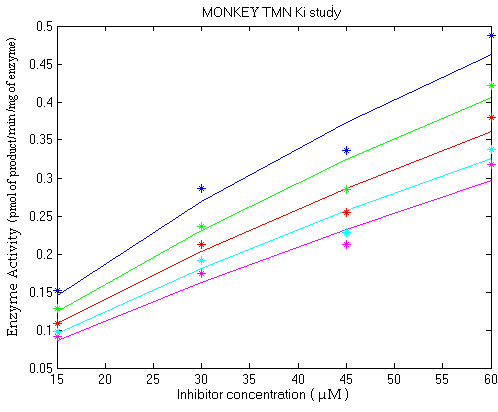 MONKEY TMN Ki study
0.5
0.45
0.4
0.35
0.3
0.25
0.2
0.15
0.1
0.05
Enzyme Activity (pmol of product/min/mg of enzyme)
15 20 25 30 35 40 45 50 55 60
Inhibitor concentration ( μM )